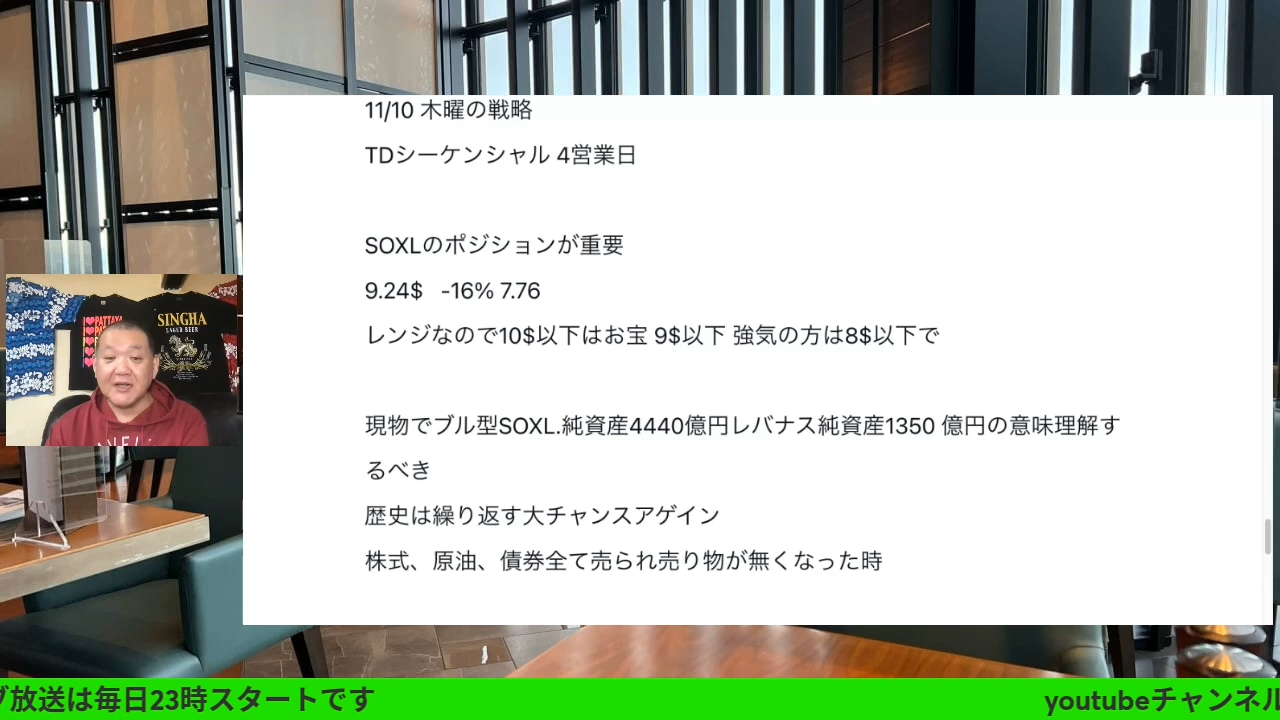 11/10 木曜の戦略
TDシーケンシャル 4営業日
SOXLのポジションが重要
9.24$ -16% 7.76
レンジなので10$以下はお宝 9$以下 強気の方は8$以下で
現物でブル型SOXL.純資産4440億円レバナス純資産1350 億円の意味理解す
るべき
歴史は繰り返す大チャンスアゲイン
株式、原油、債券全て売られ売り物が無くなった時
PATTAYA
SINGHA
LAGER BEER
放送は毎日23時スタートです
youtubeチャンネル